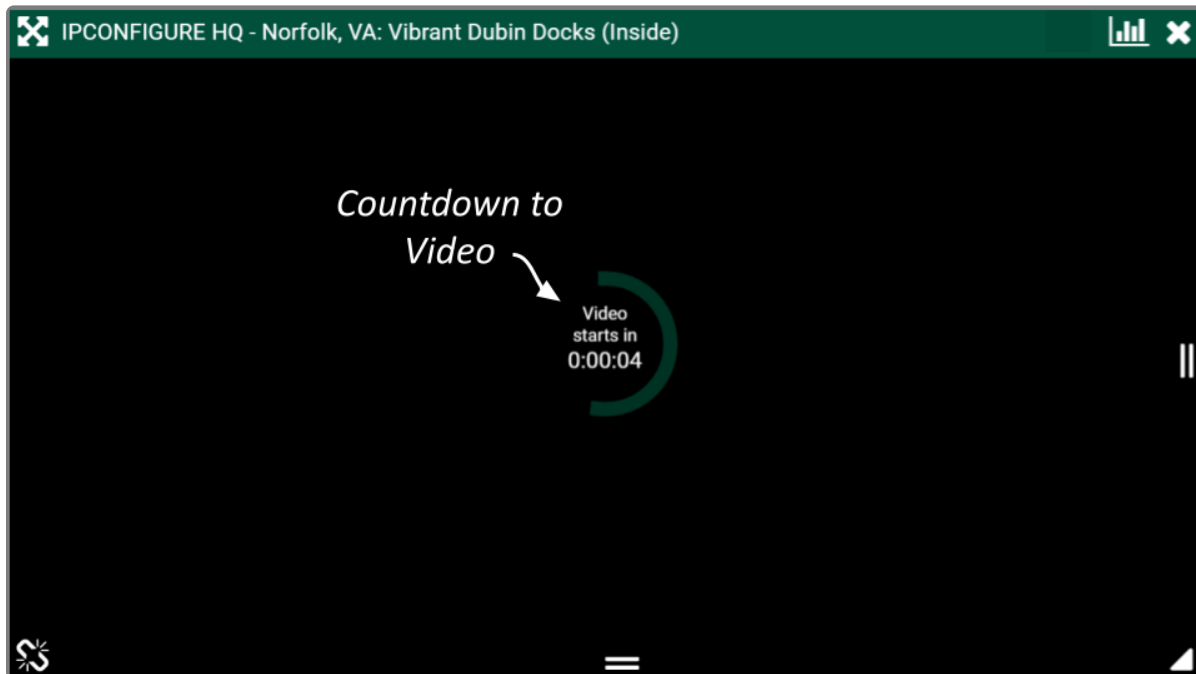 IPCONFIGURE HQ - Norfolk, VA: Vibrant Dubin Docks (Inside)
Countdown to
Video
Video
starts in
0:00:04